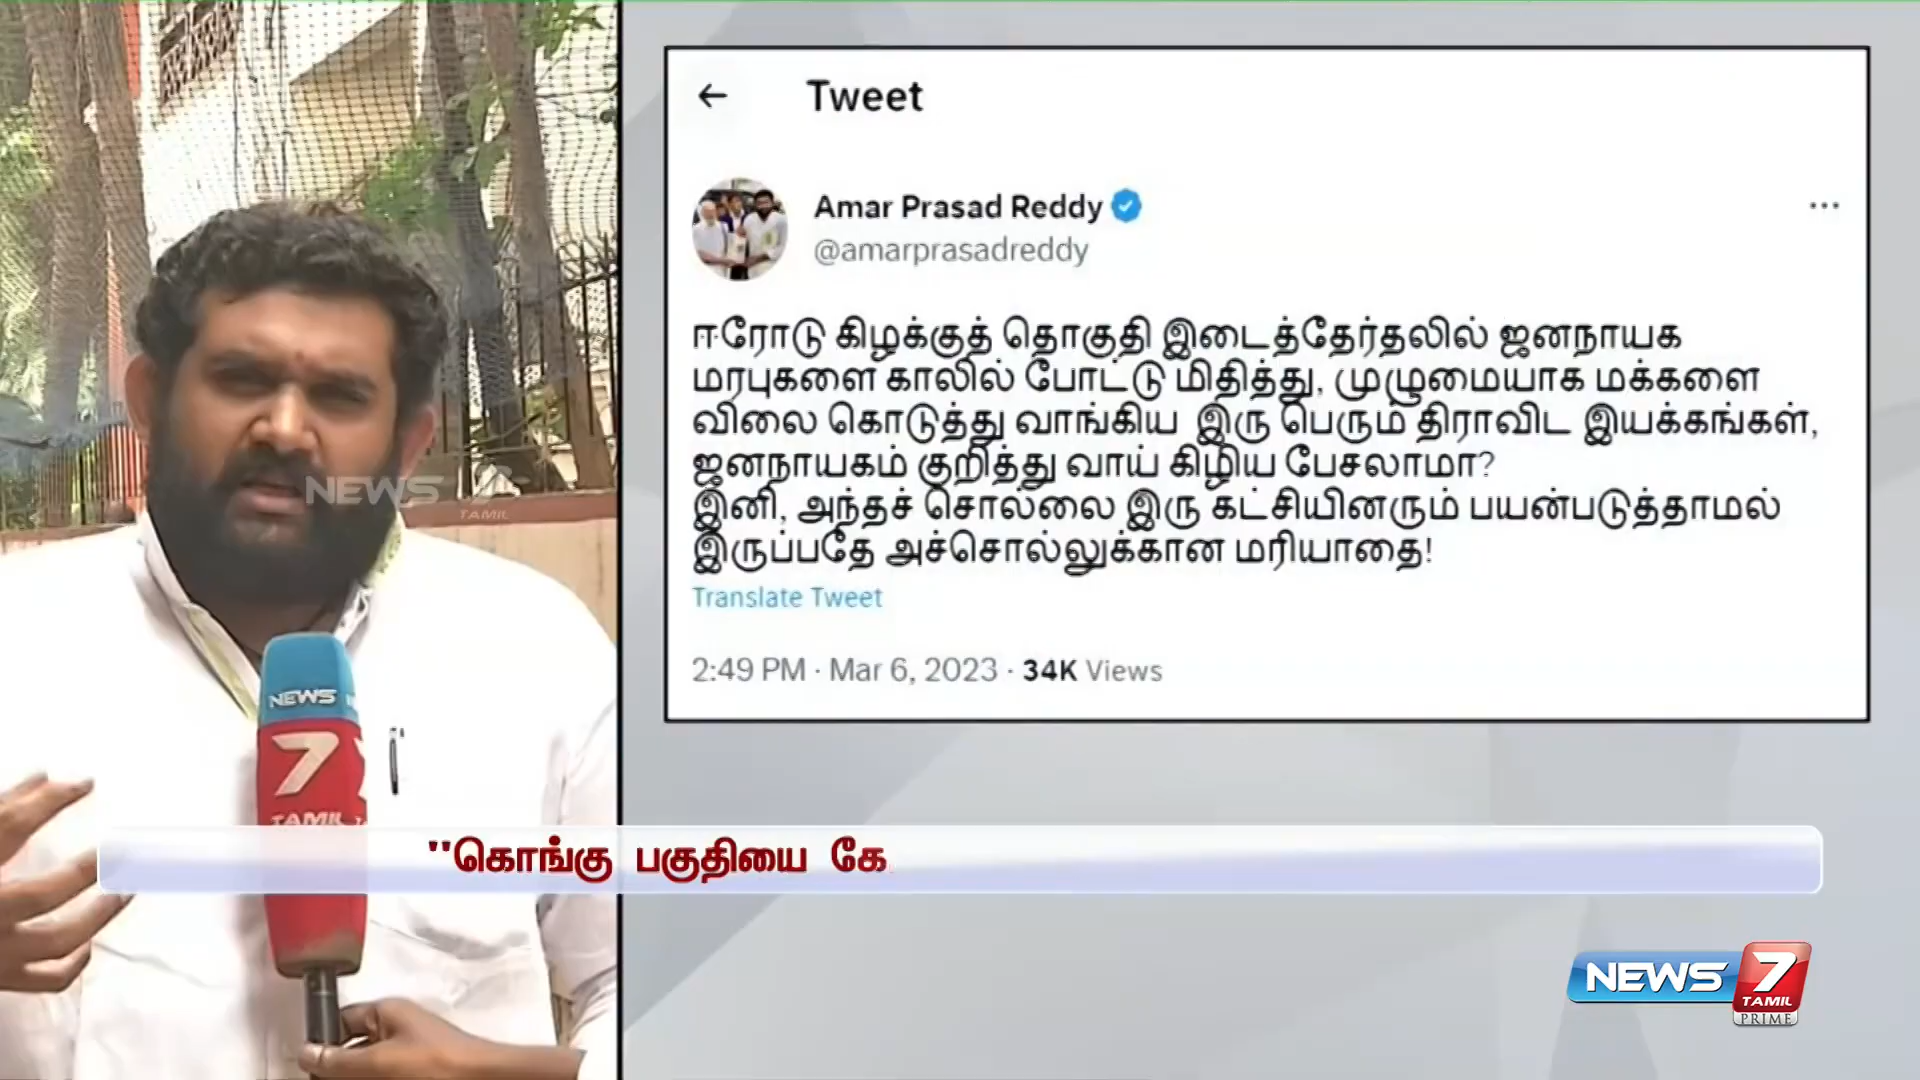 Tweet
Amar Prasad Reddy
@amarprasadreddy
ஈரோடு கிழக்குத் தொகுதி இடைத்தேர்தலில் ஜனநாயக
மரபுகளை காலில் போட்டு மிதித்து, முழுமையாக மக்களை
விலை கொடுத்து வாங்கிய இரு பெரும் திராவிட இயக்கங்கள்,
ஜனநாயகம் குறித்து வாய் கிழிய பேசலாமா?
இனி, அந்தச் சொல்லை இரு கட்சியினரும் பயன்படுத்தாமல்
இருப்பதே அச்சொல்லுக்கான மரியாதை!
Translate Tweet
2:49 PM · Mar 6, 2023 · 34K Views
NEWS
TAMIL
NEWS
7
TAMIL
"கொங்கு பகுதியை கே
NEWS 7
TAMIL
PRIME